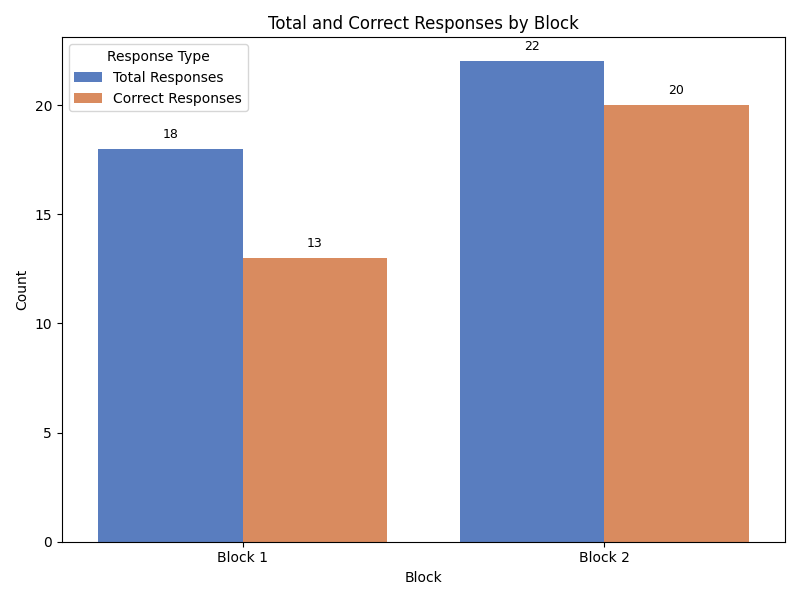 Total and Correct Responses by Block
Response Type
Total Responses
Correct Responses
18
13
22
20
20
15
10
5
0
Count
Block 1
Block 2
Block